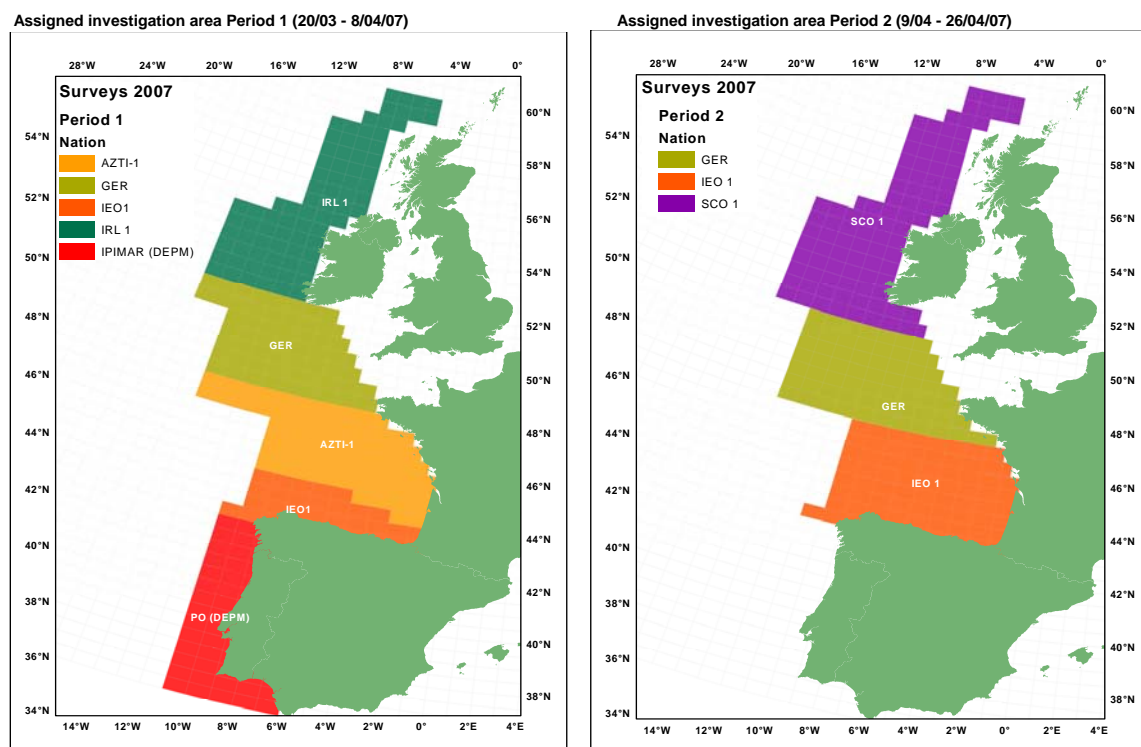 Assigned investigation area Period 1 (20/03 - 8/04/07)
28°W 24°W 20°W 16°W 12°W 8°W 4°W 0°
Surveys 2007
Period 1
Nation
AZTI-1
GER
IEO1
IRL 1
IPIMAR (DEPM)
54°N
52°N
50°N
48°N
46°N
44°N
42°N
40°N
38°N
36°N
34°N
60°N
58°N
56°N
54°N
52°N
50°N
48°N
46°N
44°N
42°N
40°N
38°N
IRL 1
GER
AZTI-1
IEO1
PO (DEPM)
14°W 12°W 10°W 8°W 6°W 4°W 2°W 0° 2°E 4°E
Assigned investigation area Period 2 (9/04 - 26/04/07)
28°W 24°W 20°W 16°W 12°W 8°W 4°W 0°
Surveys 2007
Period 2
Nation
GER
IEO 1
SCO 1
54°N
52°N
50°N
48°N
46°N
44°N
42°N
40°N
38°N
36°N
34°N
60°N
58°N
56°N
54°N
52°N
50°N
48°N
46°N
44°N
42°N
40°N
38°N
SCO 1
GER
IEO 1
14°W 12°W 10°W 8°W 6°W 4°W 2°W 0° 2°E 4°E